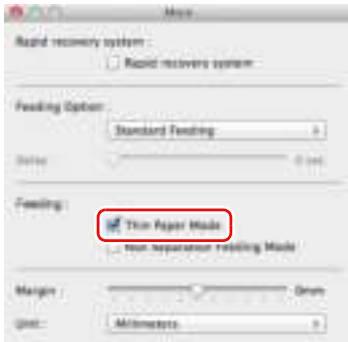 More
Rapid recovery system :
Rapid recovery system
Feeding Option:
Standard Feeding
Delay: 0 sec
Feeding :
Thin Paper Mode
Non Separation Feeding Mode
Margin : 0mm
Unit: Millimeters